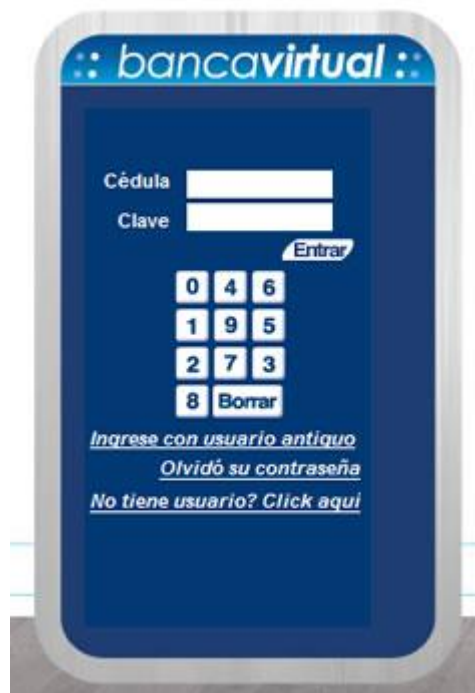 .: bancavirtual :.
Cédula
Clave
Entrar
0 4 6
1 9 5
2 7 3
8 Borrar
Ingrese con usuario antiguo
Olvidó su contraseña
No tiene usuario? Click aquí